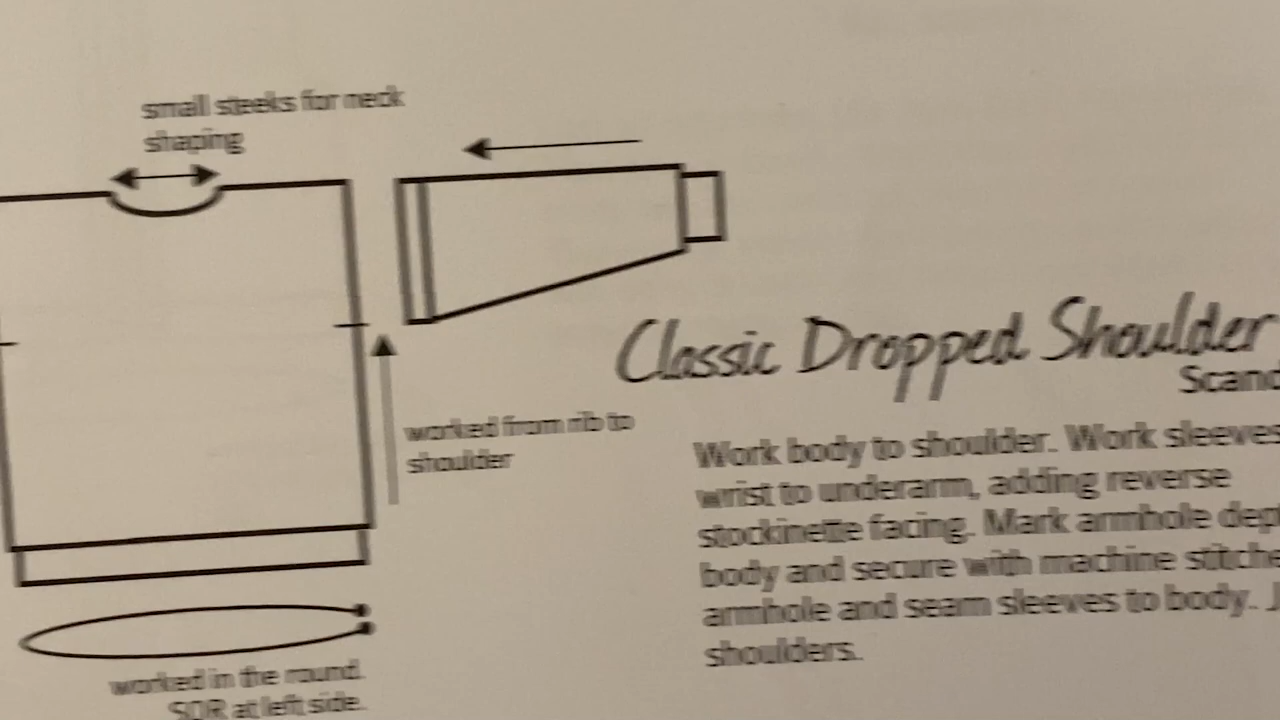 small steeks for neck
shaping
worked from rib to
shoulder
worked in the round.
SOR at left side.
Classic Dropped Shoulder
Work body to shoulder. Work sleeves
wrist to underarm, adding reverse
stockinette facing. Mark armhole
body and secure with machine
armhole and seam sleeves to body.
shoulders.